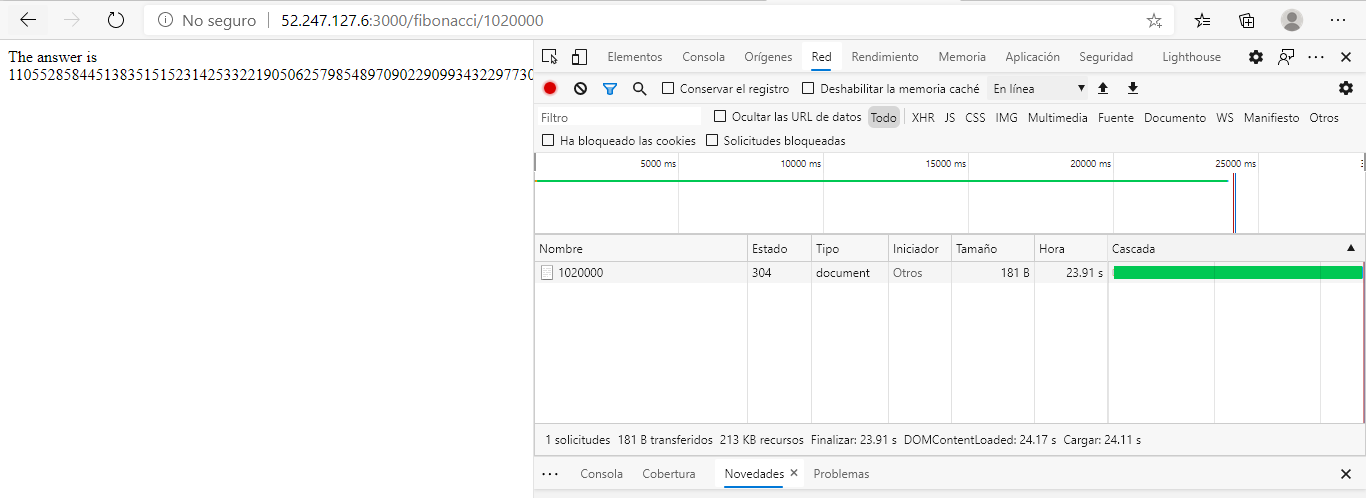 No seguro 52.247.127.6:3000/fibonacci/1020000
The answer is
110552858445138351515231425332219050625798548970902290993432297730
Elementos Consola Orígenes Red Rendimiento Memoria Aplicación Seguridad Lighthouse
Conservar el registro Deshabilitar la memoria caché En línea
Filtro Ocultar las URL de datos Todo XHR JS CSS IMG Multimedia Fuente Documento WS Manifiesto Otros
Ha bloqueado las cookies Solicitudes bloqueadas
5000 ms 10000 ms 15000 ms 20000 ms 25000 ms
Nombre Estado Tipo Iniciador Tamaño Hora Cascada
1020000 304 document Otros 181 B 23.91 s
1 solicitudes 181 B transferidos 213 KB recursos Finalizar: 23.91 s DOMContentLoaded: 24.17 s Cargar: 24.11 s
Consola Cobertura Novedades Problemas